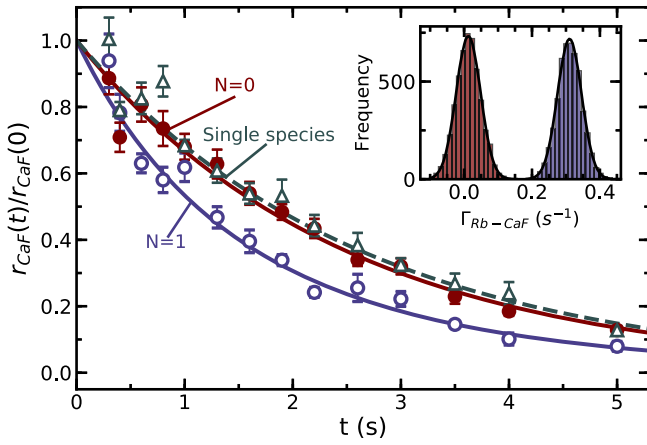 r_CaF(t)/r_CaF(0)
1.0
0.8
0.6
0.4
0.2
0.0
N=0
Single species
N=1
0 1 2 3 4 5
t (s)
Frequency
500
0
0.0 0.2 0.4
Γ_Rb−CaF (s⁻¹)